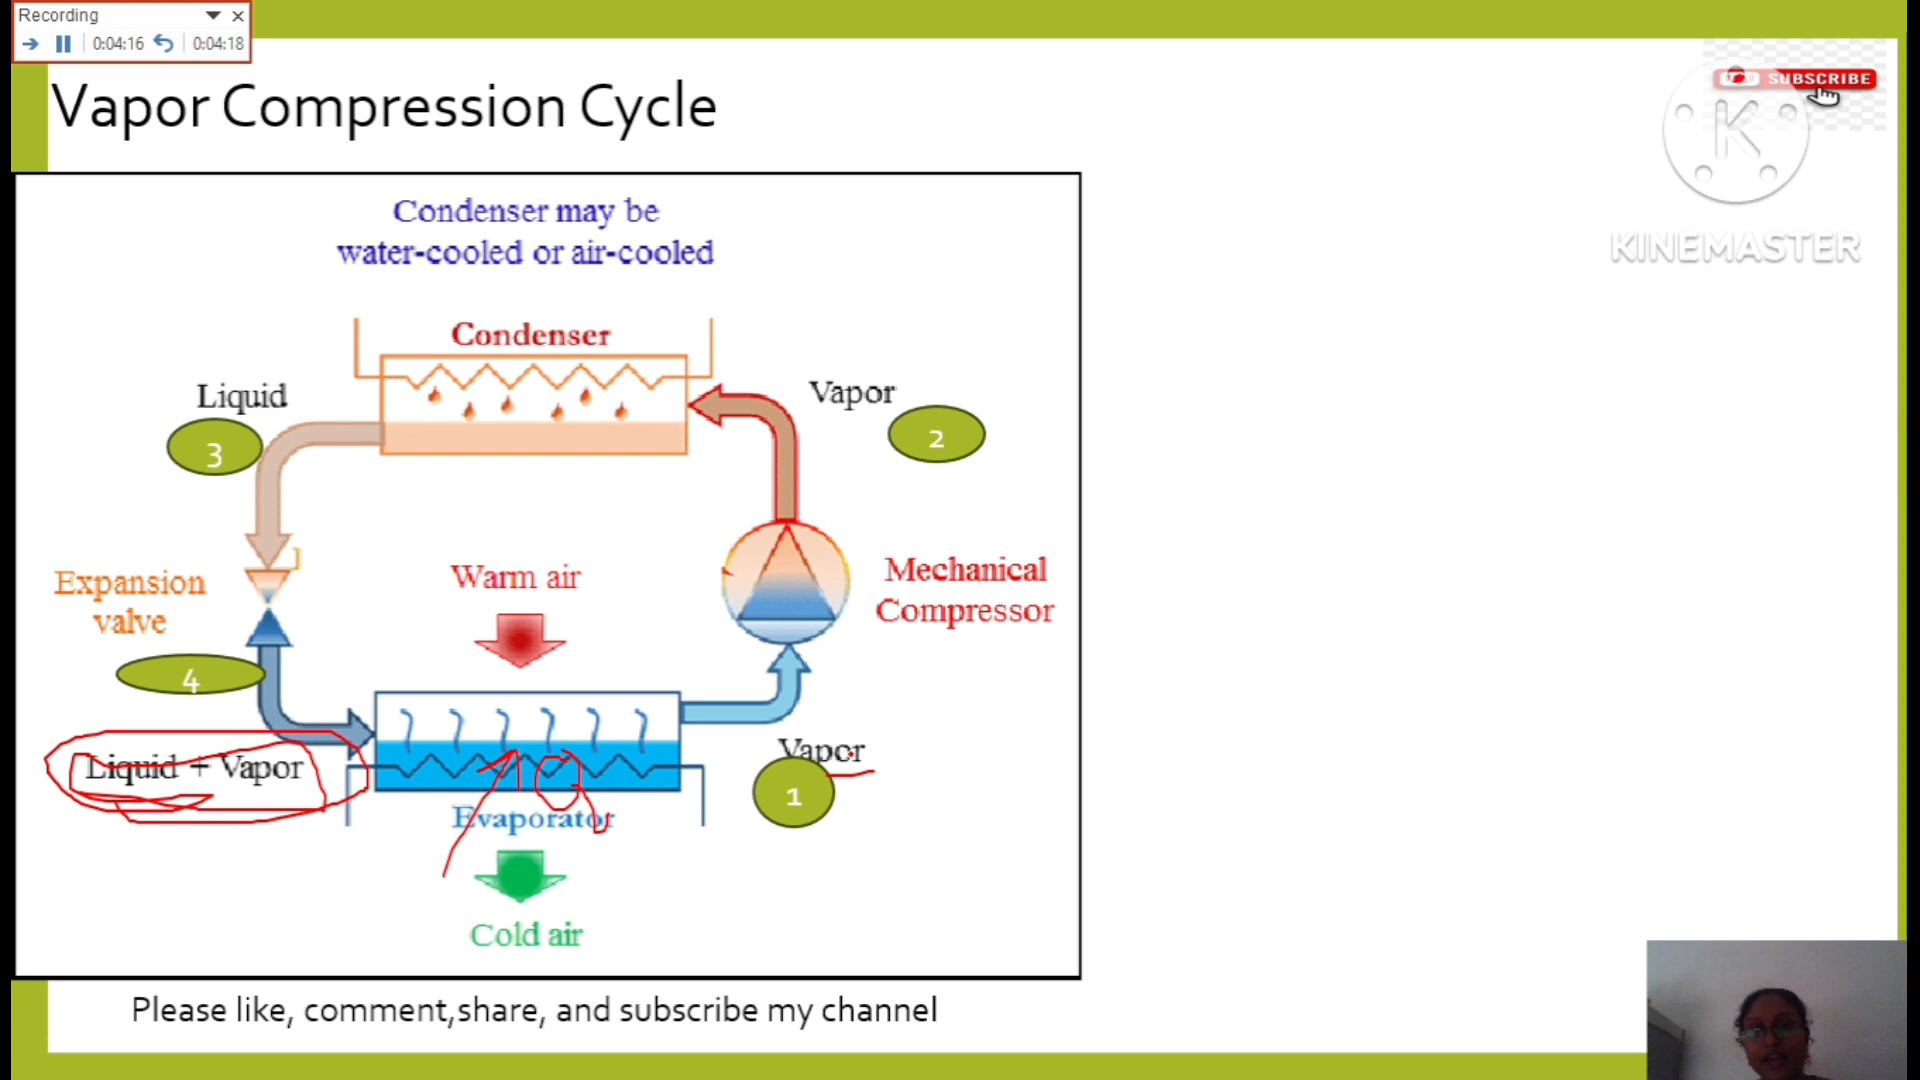 Recording
0:04:16
0:04:18
Vapor Compression Cycle
SUBSCRIBE
K
KINEMASTER
Condenser may be
water-cooled or air-cooled
Condenser
Liquid
3
Vapor
2
Expansion
valve
Warm air
Mechanical
Compressor
4
Liquid + Vapor
Vapor
1
Evaporator
Cold air
Please like, comment,share, and subscribe my channel